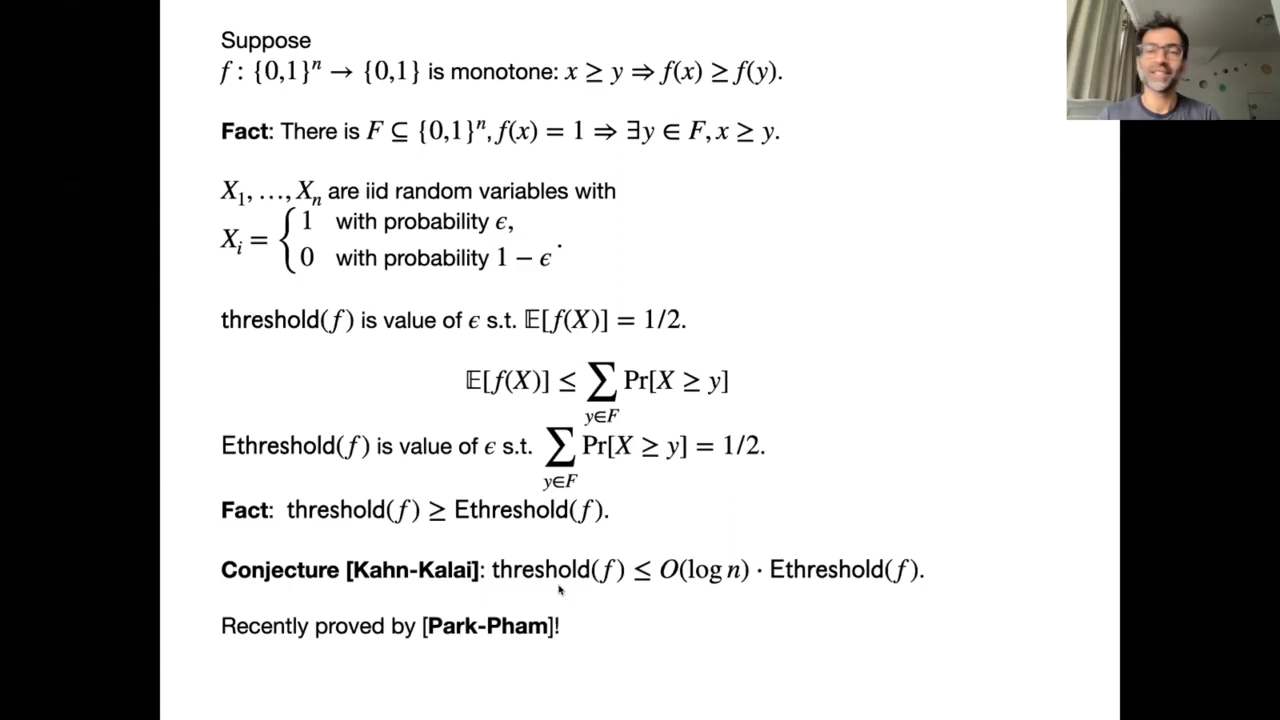 Suppose
f : {0,1}ⁿ → {0,1} is monotone: x ≥ y ⇒ f(x) ≥ f(y).
Fact: There is F ⊆ {0,1}ⁿ, f(x) = 1 ⇒ ∃y ∈ F, x ≥ y.
X₁, …, Xₙ are iid random variables with
Xᵢ = { 1 with probability ϵ,
0 with probability 1 − ϵ .
threshold(f) is value of ϵ s.t. 𝔼[f(X)] = 1/2.
𝔼[f(X)] ≤ ∑ Pr[X ≥ y]
y∈F
Ethreshold(f) is value of ϵ s.t. ∑ Pr[X ≥ y] = 1/2.
y∈F
Fact: threshold(f) ≥ Ethreshold(f).
Conjecture [Kahn-Kalai]: threshold(f) ≤ O(log n) · Ethreshold(f).
Recently proved by [Park-Pham]!